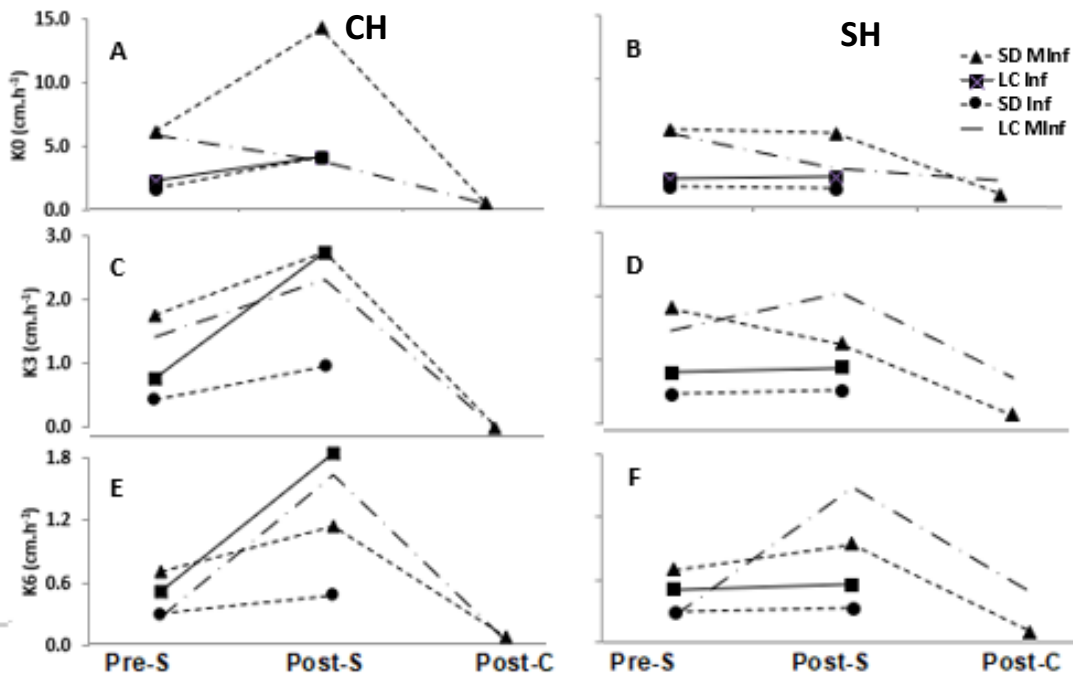 CH
SH
A
B
K0 (cm.h-1)
15.0
10.0
5.0
0.0
SD MInf
LC Inf
SD Inf
LC MInf
C
D
K3 (cm.h-1)
3.0
2.0
1.0
0.0
E
F
K6 (cm.h-1)
1.8
1.2
0.6
0.0
Pre-S Post-S Post-C
Pre-S Post-S Post-C